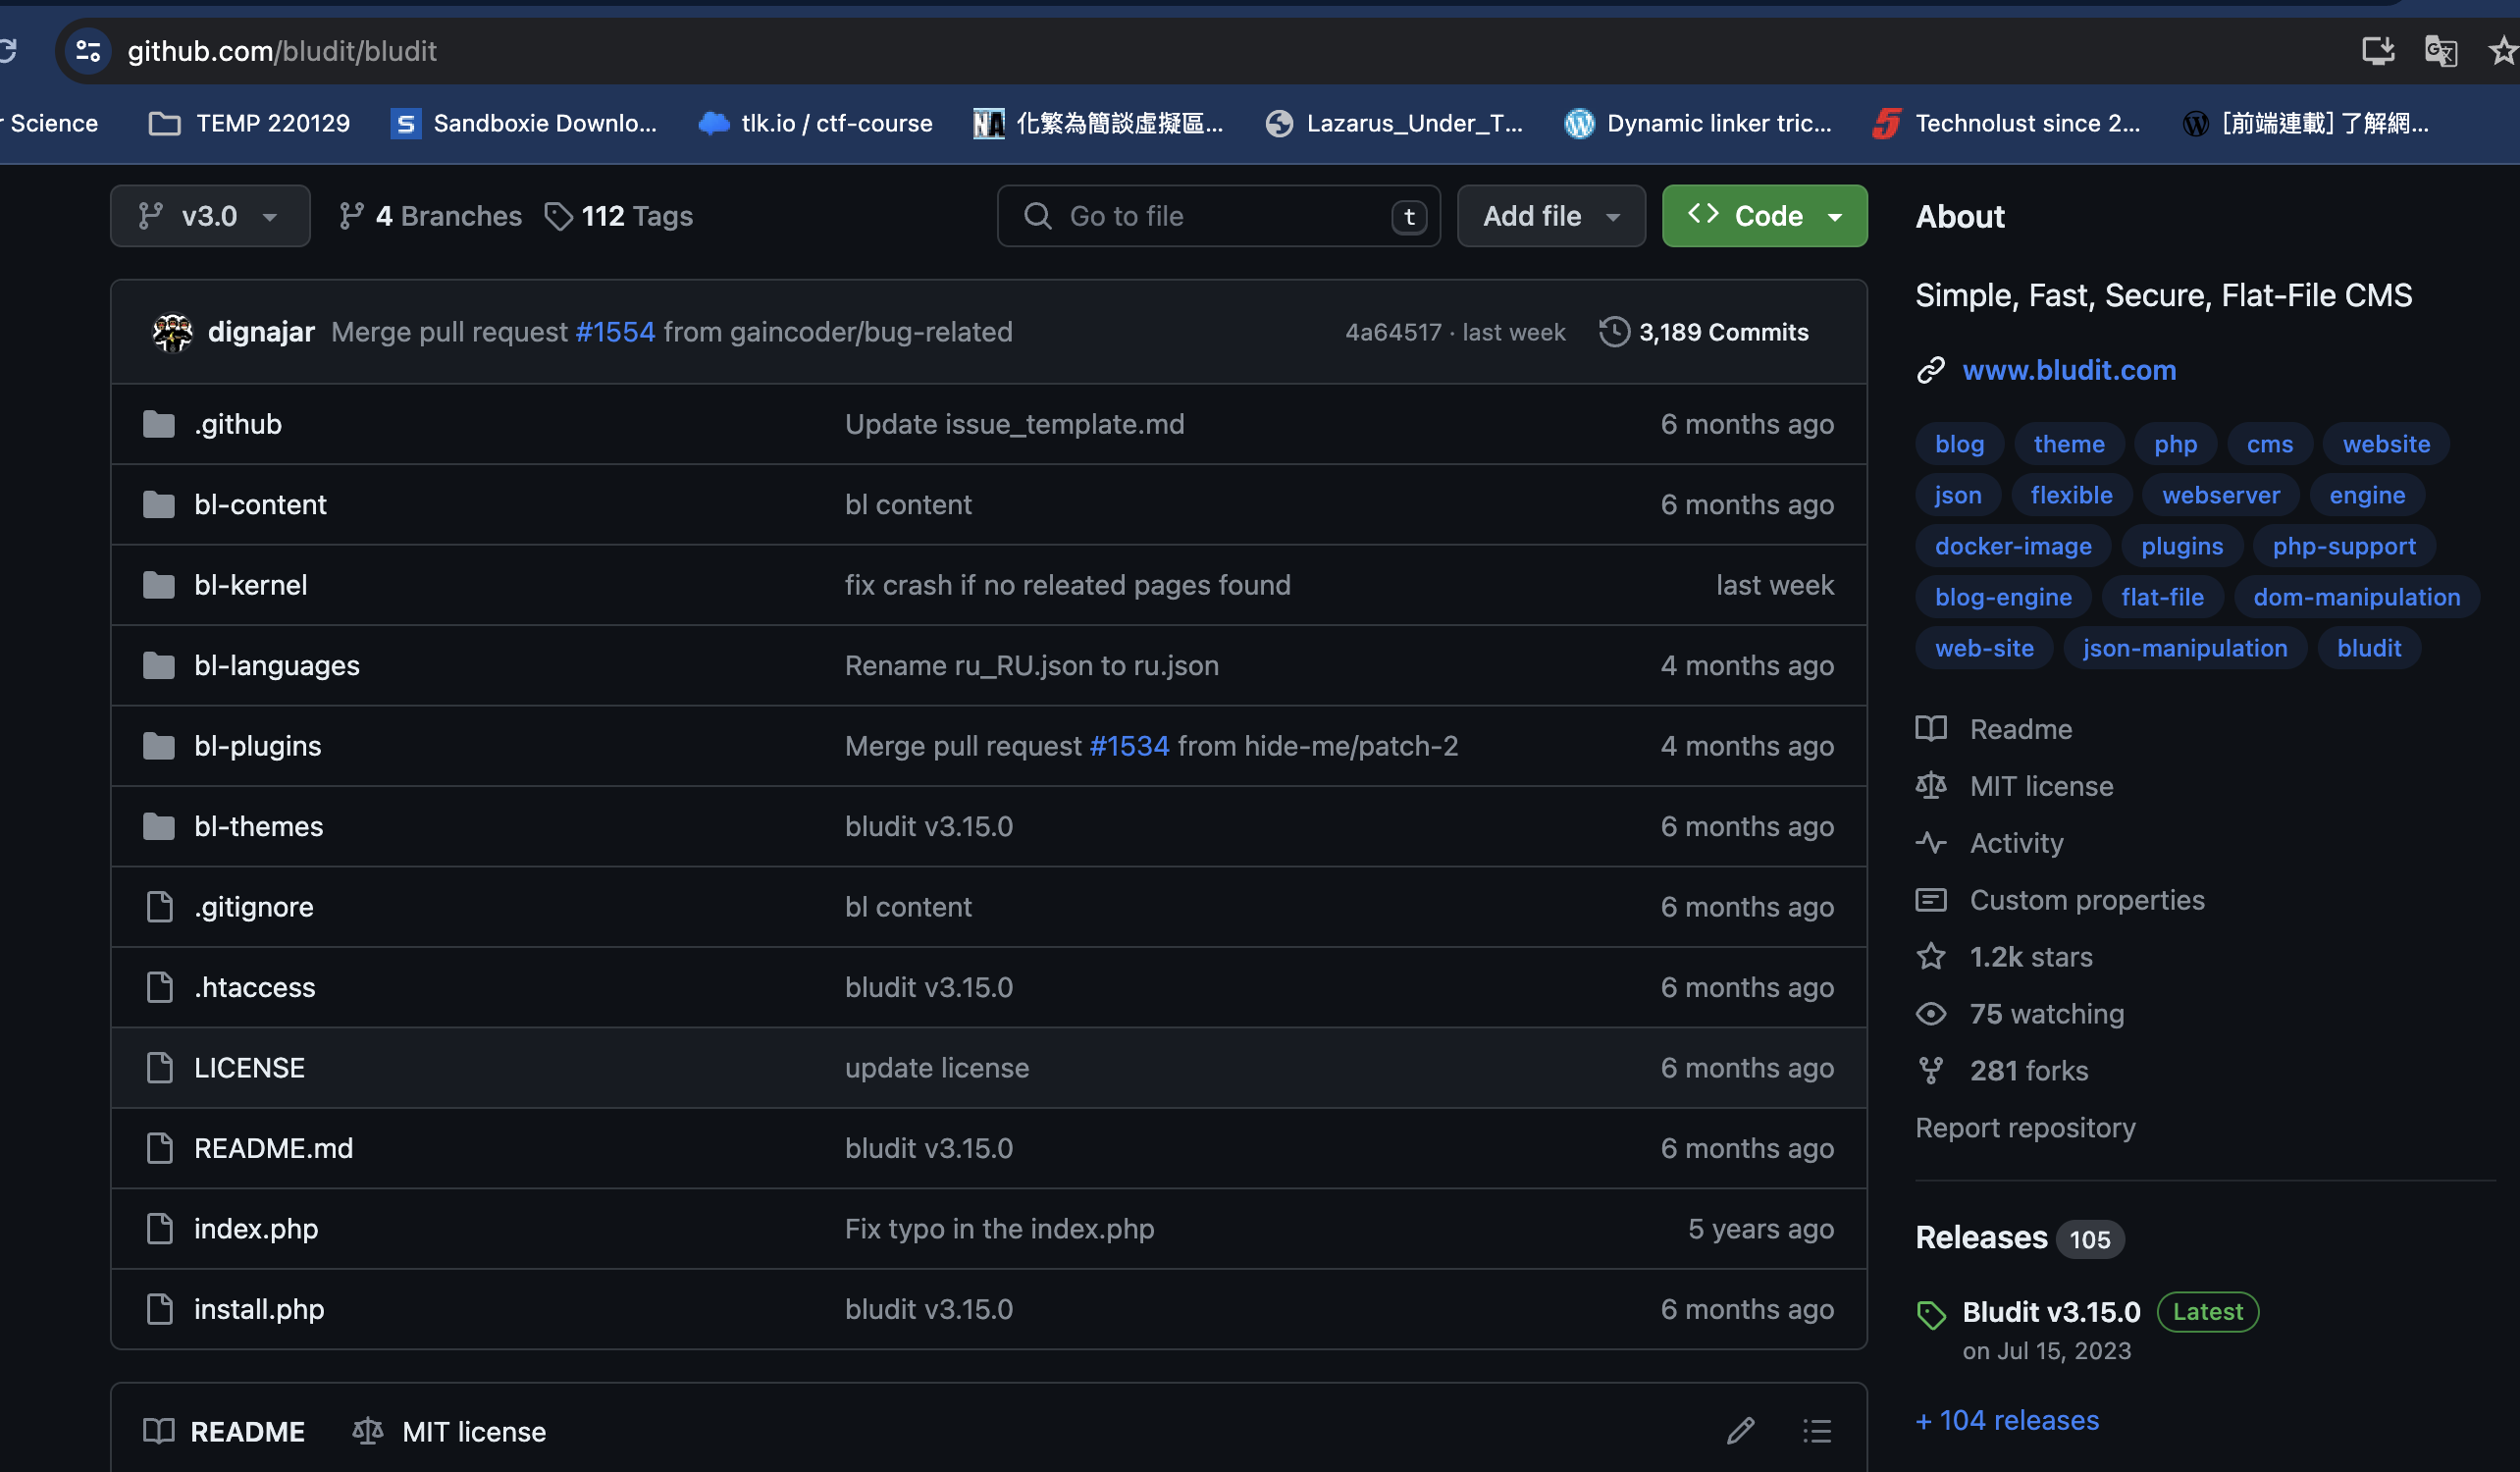 github.com/bludit/bludit
Science
TEMP 220129
S Sandboxie Downlo...
tlk.io / ctf-course
NA 化繁為簡談虛擬區...
Lazarus_Under_T...
Dynamic linker tric...
5 Technolust since 2...
[前端連載] 了解網...
v3.0
4 Branches
112 Tags
Go to file
t
Add file
Code
dignajar Merge pull request #1554 from gaincoder/bug-related
4a64517 · last week
3,189 Commits
.github Update issue_template.md 6 months ago
bl-content bl content 6 months ago
bl-kernel fix crash if no releated pages found last week
bl-languages Rename ru_RU.json to ru.json 4 months ago
bl-plugins Merge pull request #1534 from hide-me/patch-2 4 months ago
bl-themes bludit v3.15.0 6 months ago
.gitignore bl content 6 months ago
.htaccess bludit v3.15.0 6 months ago
LICENSE update license 6 months ago
README.md bludit v3.15.0 6 months ago
index.php Fix typo in the index.php 5 years ago
install.php bludit v3.15.0 6 months ago
README
MIT license
About
Simple, Fast, Secure, Flat-File CMS
www.bludit.com
blog theme php cms website
json flexible webserver engine
docker-image plugins php-support
blog-engine flat-file dom-manipulation
web-site json-manipulation bludit
Readme
MIT license
Activity
Custom properties
1.2k stars
75 watching
281 forks
Report repository
Releases 105
Bludit v3.15.0 Latest
on Jul 15, 2023
+ 104 releases